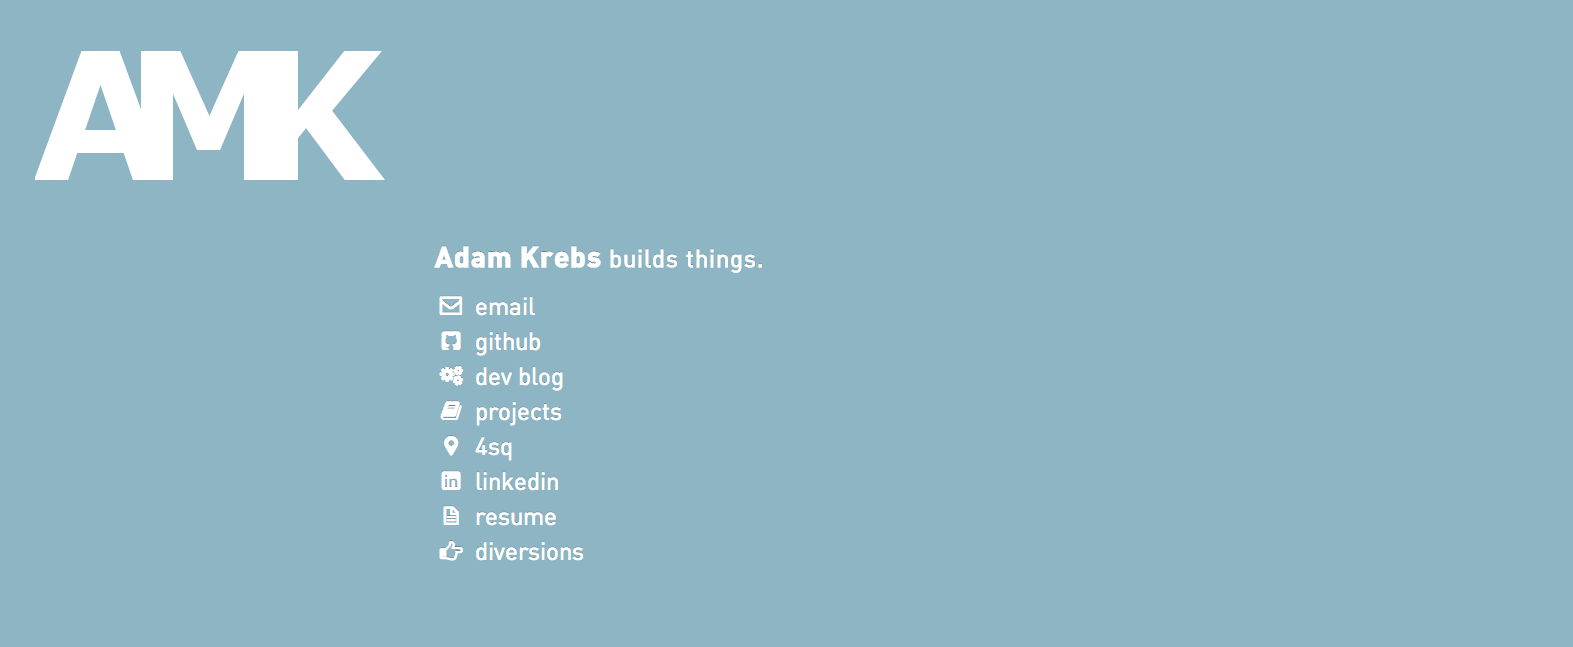 AMK
Adam Krebs builds things.
email
github
dev blog
projects
4sq
linkedin
resume
diversions